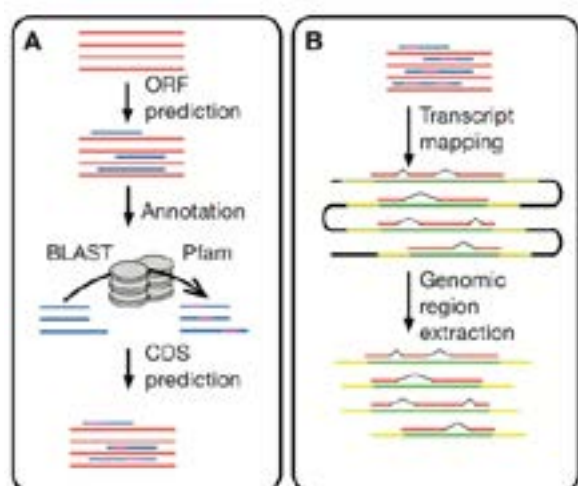 A
ORF
prediction
Annotation
BLAST
Pfam
CDS
prediction
B
Transcript
mapping
Genomic
region
extraction